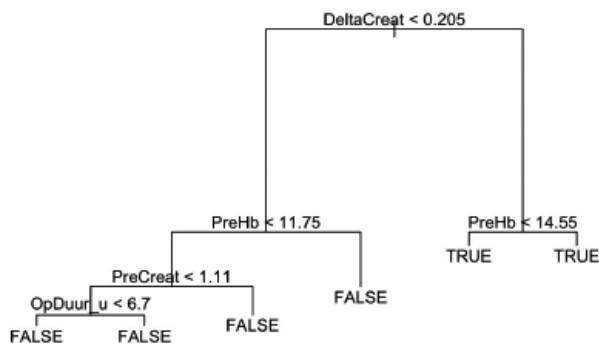 DeltaCreat < 0.205
PreHb < 11.75
PreHb < 14.55
TRUE
TRUE
PreCreat < 1.11
FALSE
OpDuur_u < 6.7
FALSE
FALSE
FALSE